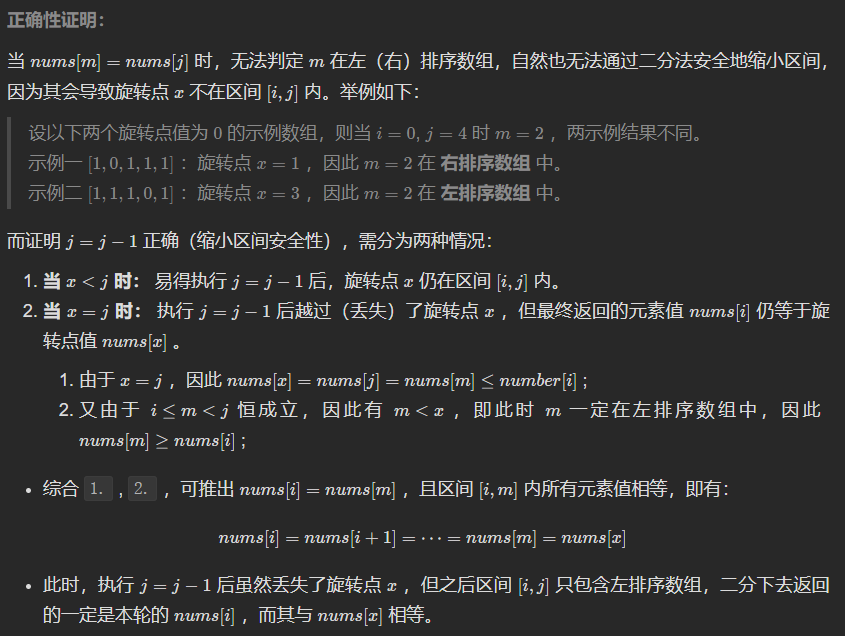 正确性证明：
当 nums[m] = nums[j] 时，无法判定 m 在左（右）排序数组，自然也无法通过二分法安全地缩小区间，
因为其会导致旋转点 x 不在区间 [i, j] 内。举例如下：
设以下两个旋转点值为 0 的示例数组，则当 i = 0, j = 4 时 m = 2 ，两示例结果不同。
示例一 [1, 0, 1, 1, 1] ：旋转点 x = 1 ，因此 m = 2 在 右排序数组 中。
示例二 [1, 1, 1, 0, 1] ：旋转点 x = 3 ，因此 m = 2 在 左排序数组 中。
而证明 j = j − 1 正确（缩小区间安全性），需分为两种情况：
1. 当 x < j 时： 易得执行 j = j − 1 后，旋转点 x 仍在区间 [i, j] 内。
2. 当 x = j 时： 执行 j = j − 1 后越过（丢失）了旋转点 x ，但最终返回的元素值 nums[i] 仍等于旋
转点值 nums[x] 。
1. 由于 x = j ，因此 nums[x] = nums[j] = nums[m] ≤ number[i] ；
2. 又由于 i ≤ m < j 恒成立，因此有 m < x ，即此时 m 一定在左排序数组中，因此
nums[m] ≥ nums[i] ；
• 综合 1. , 2. ，可推出 nums[i] = nums[m] ，且区间 [i, m] 内所有元素值相等，即有：
nums[i] = nums[i + 1] = ⋯ = nums[m] = nums[x]
• 此时，执行 j = j − 1 后虽然丢失了旋转点 x ，但之后区间 [i, j] 只包含左排序数组，二分下去返回
的一定是本轮的 nums[i] ，而其与 nums[x] 相等。